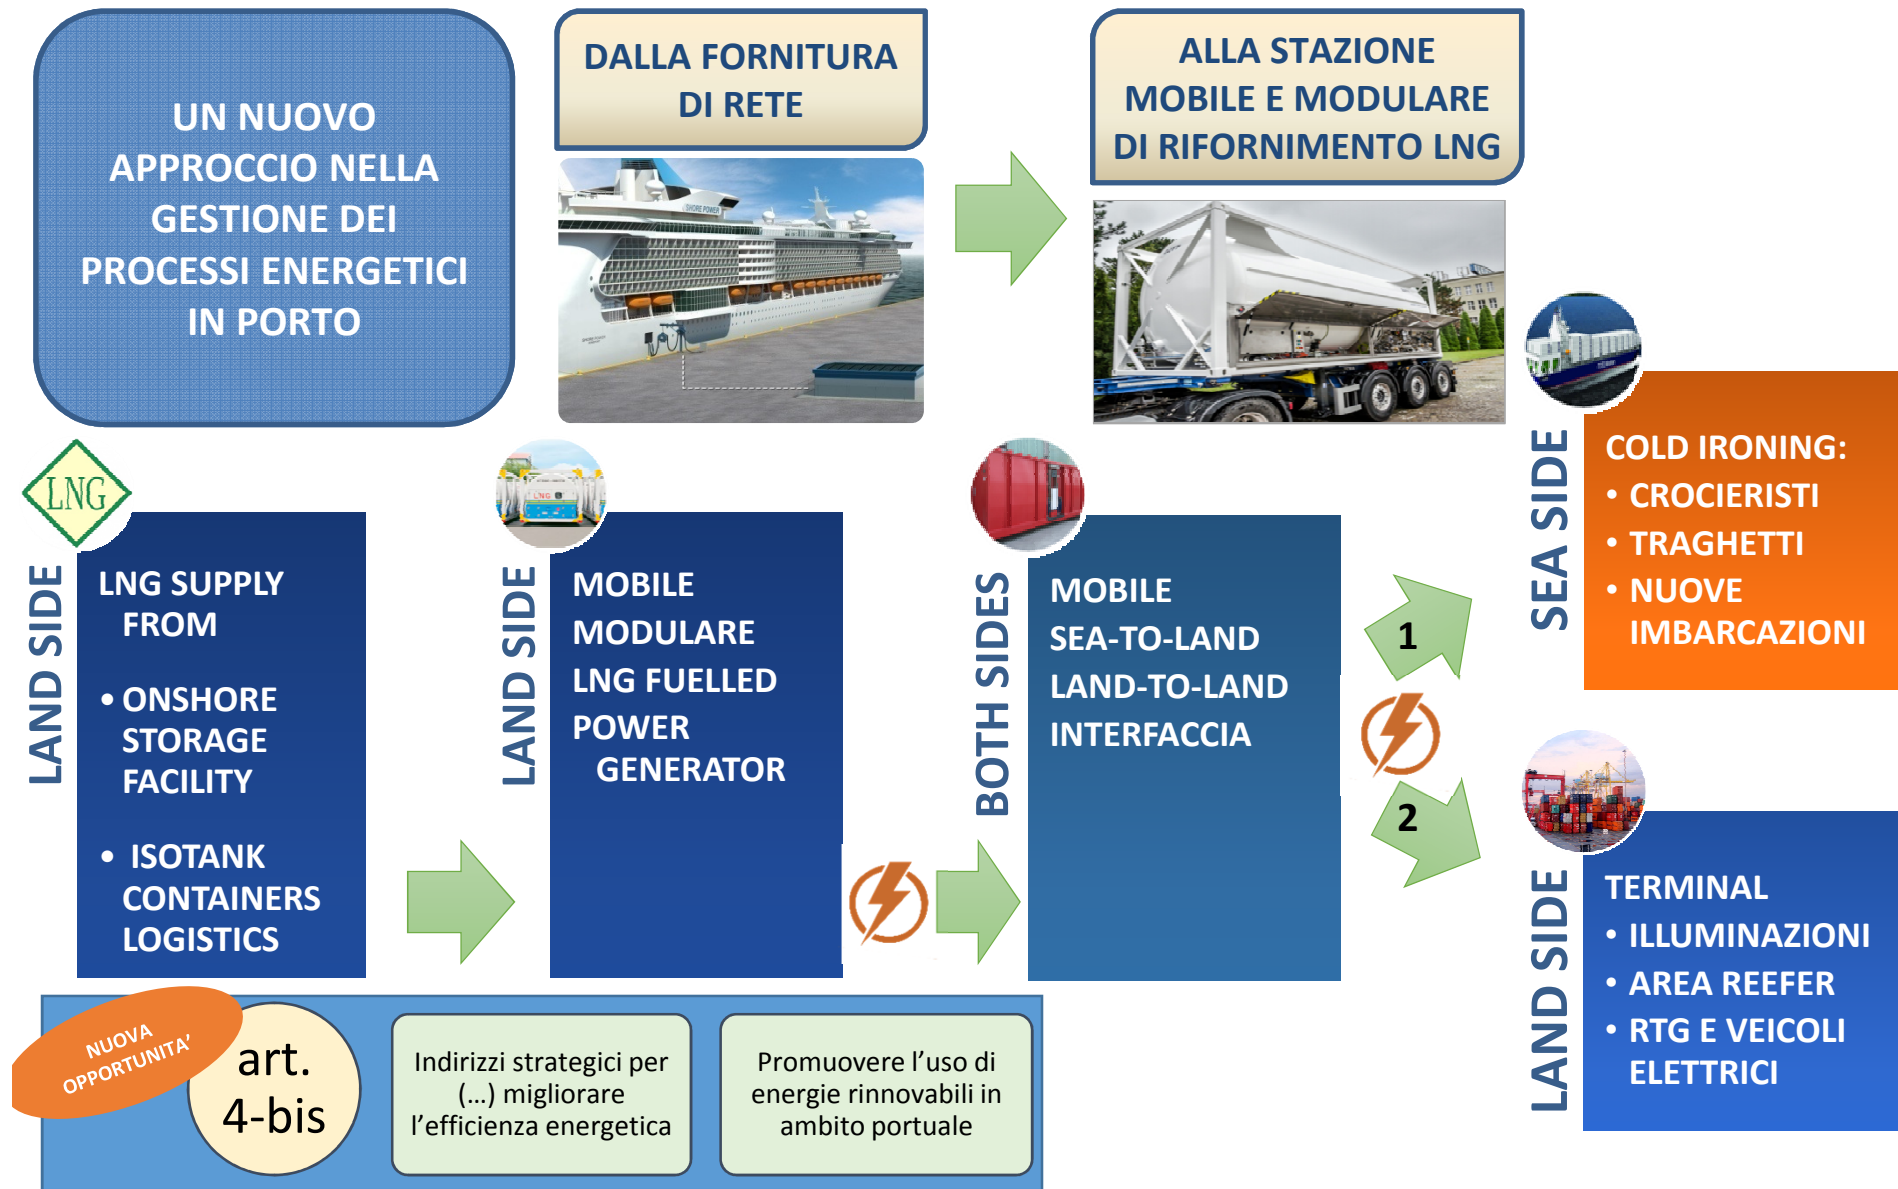 UN NUOVO
APPROCCIO NELLA
GESTIONE DEI
PROCESSI ENERGETICI
IN PORTO
DALLA FORNITURA
DI RETE
ALLA STAZIONE
MOBILE E MODULARE
DI RIFORNIMENTO LNG
SHORE POWER
LNG
LAND SIDE
LNG SUPPLY
FROM
• ONSHORE
STORAGE
FACILITY
• ISOTANK
CONTAINERS
LOGISTICS
LNG
LAND SIDE
MOBILE
MODULARE
LNG FUELLED
POWER
GENERATOR
BOTH SIDES
MOBILE
SEA-TO-LAND
LAND-TO-LAND
INTERFACCIA
1
2
SEA SIDE
COLD IRONING:
• CROCIERISTI
• TRAGHETTI
• NUOVE
IMBARCAZIONI
LAND SIDE
TERMINAL
• ILLUMINAZIONI
• AREA REEFER
• RTG E VEICOLI
ELETTRICI
NUOVA
OPPORTUNITA’
art.
4-bis
Indirizzi strategici per
(...) migliorare
l’efficienza energetica
Promuovere l’uso di
energie rinnovabili in
ambito portuale